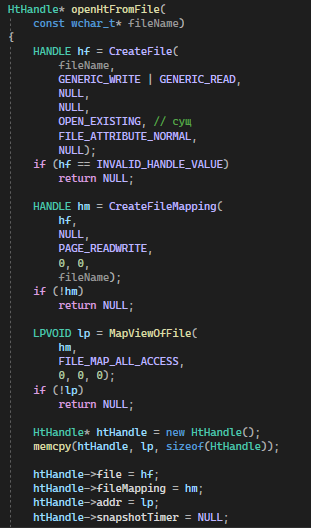 HtHandle* openHtFromFile(
    const wchar_t* fileName)
{
    HANDLE hf = CreateFile(
        fileName,
        GENERIC_WRITE | GENERIC_READ,
        NULL,
        NULL,
        OPEN_EXISTING, // сущ
        FILE_ATTRIBUTE_NORMAL,
        NULL);
    if (hf == INVALID_HANDLE_VALUE)
        return NULL;

    HANDLE hm = CreateFileMapping(
        hf,
        NULL,
        PAGE_READWRITE,
        0, 0,
        fileName);
    if (!hm)
        return NULL;

    LPVOID lp = MapViewOfFile(
        hm,
        FILE_MAP_ALL_ACCESS,
        0, 0, 0);
    if (!lp)
        return NULL;

    HtHandle* htHandle = new HtHandle();
    memcpy(htHandle, lp, sizeof(HtHandle));

    htHandle->file = hf;
    htHandle->fileMapping = hm;
    htHandle->addr = lp;
    htHandle->snapshotTimer = NULL;